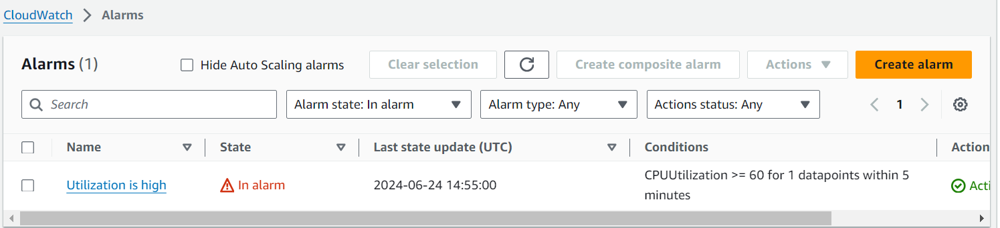 CloudWatch > Alarms
Alarms (1)
Hide Auto Scaling alarms
Clear selection
Create composite alarm
Actions
Create alarm
Search
Alarm state: In alarm
Alarm type: Any
Actions status: Any
1
Name
State
Last state update (UTC)
Conditions
Action
Utilization is high
In alarm
2024-06-24 14:55:00
CPUUtilization >= 60 for 1 datapoints within 5
minutes
Acti